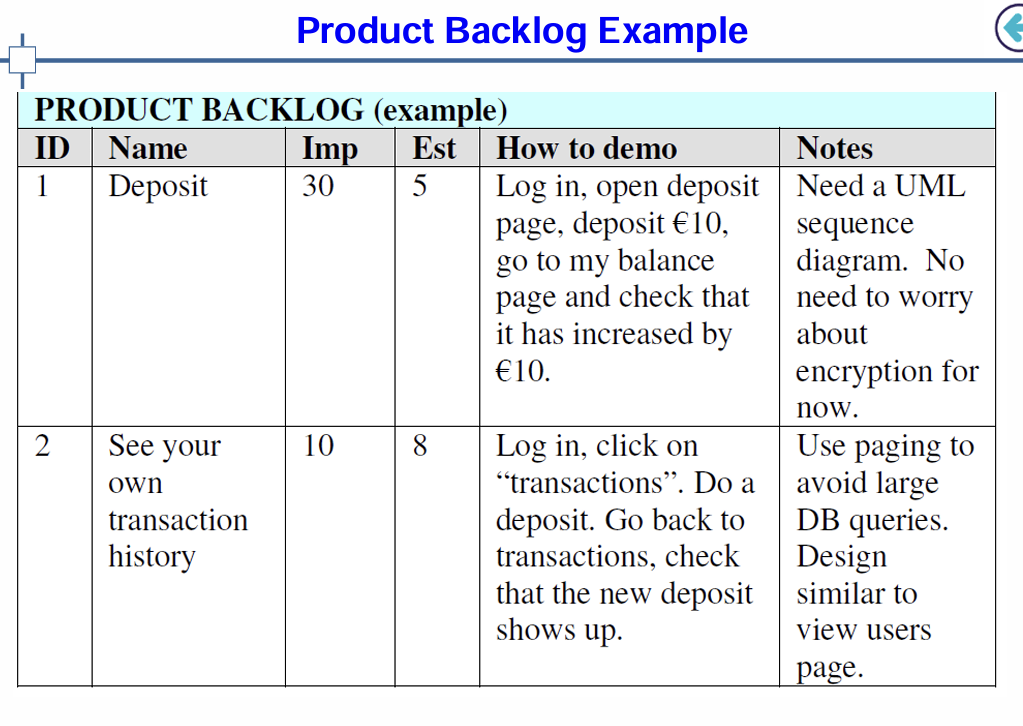 Product Backlog Example
PRODUCT BACKLOG (example)
ID Name Imp Est How to demo Notes
1 Deposit 30 5 Log in, open deposit
page, deposit €10,
go to my balance
page and check that
it has increased by
€10.
Need a UML
sequence
diagram.  No
need to worry
about
encryption for
now.
2 See your
own
transaction
history
10 8 Log in, click on
“transactions”. Do a
deposit. Go back to
transactions, check
that the new deposit
shows up.
Use paging to
avoid large
DB queries.
Design
similar to
view users
page.